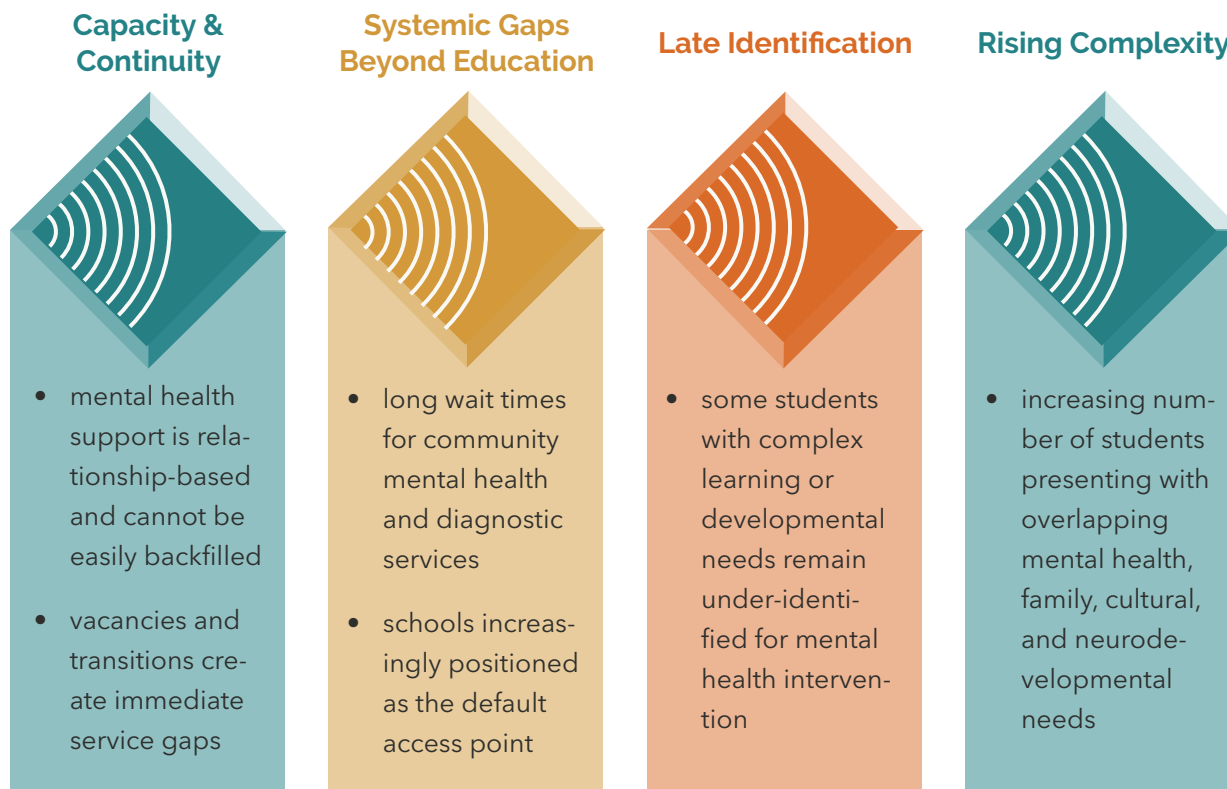 Capacity &
Continuity
Systemic Gaps
Beyond Education
Late Identification
Rising Complexity
• mental health
support is rela-
tionship-based
and cannot be
easily backfilled
• vacancies and
transitions cre-
ate immediate
service gaps
• long wait times
for community
mental health
and diagnostic
services
• schools increas-
ingly positioned
as the default
access point
• some students
with complex
learning or
developmental
needs remain
under-identi-
fied for mental
health interven-
tion
• increasing num-
ber of students
presenting with
overlapping
mental health,
family, cultural,
and neurode-
velopmental
needs